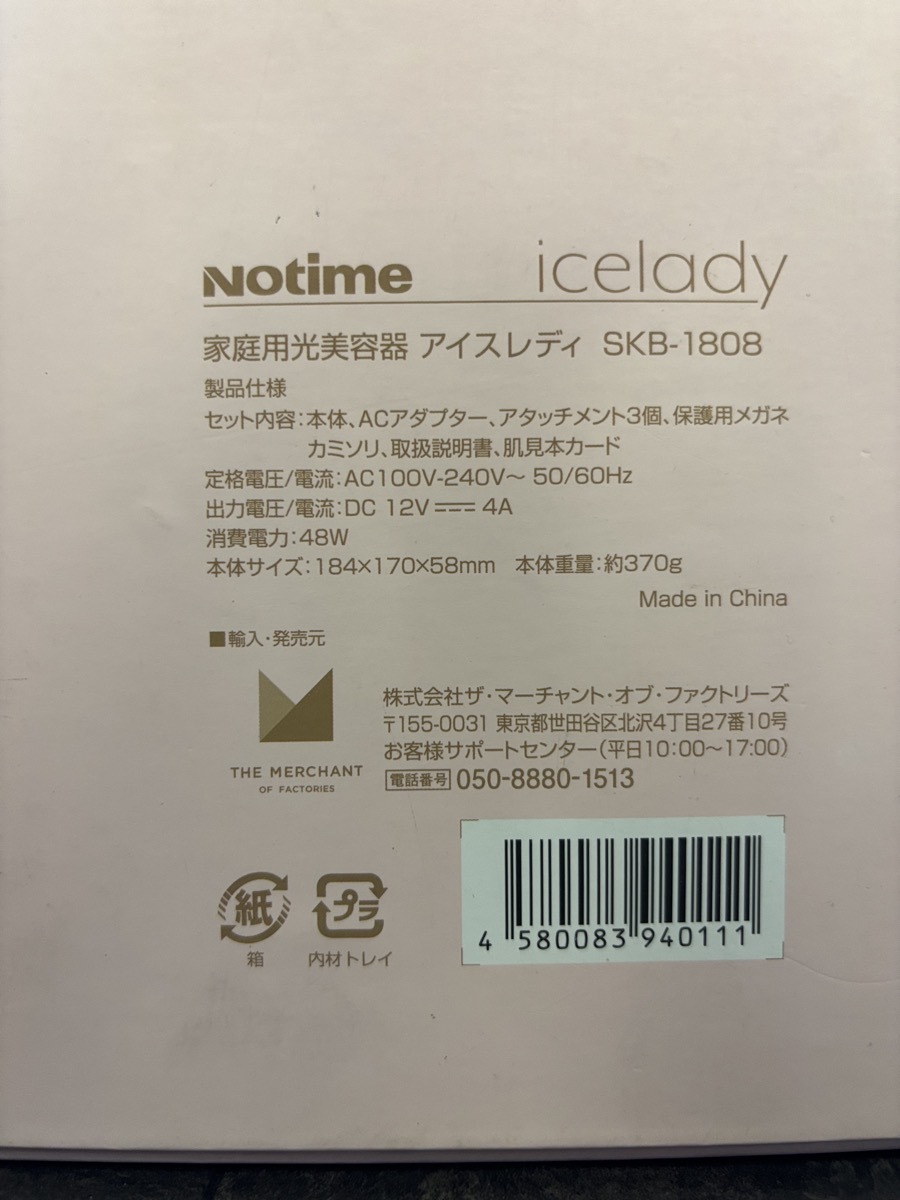 Notime icelady
家庭用光美容器 アイスレディ SKB-1808
製品仕様
セット内容:本体、ACアダプター、アタッチメント3個、保護用メガネ
カミソリ、取扱説明書、肌見本カード
定格電圧/電流:AC100V-240V〜 50/60Hz
出力電圧/電流:DC 12V⎓4A
消費電力:48W
本体サイズ:184×170×58mm 本体重量:約370g
Made in China
■輸入・発売元
株式会社ザ・マーチャント・オブ・ファクトリーズ
〒155-0031 東京都世田谷区北沢4丁目27番10号
お客様サポートセンター(平日10:00〜17:00)
電話番号 050-8880-1513
THE MERCHANT
OF FACTORIES
紙 プラ
箱 内材トレイ
4 580083 940111